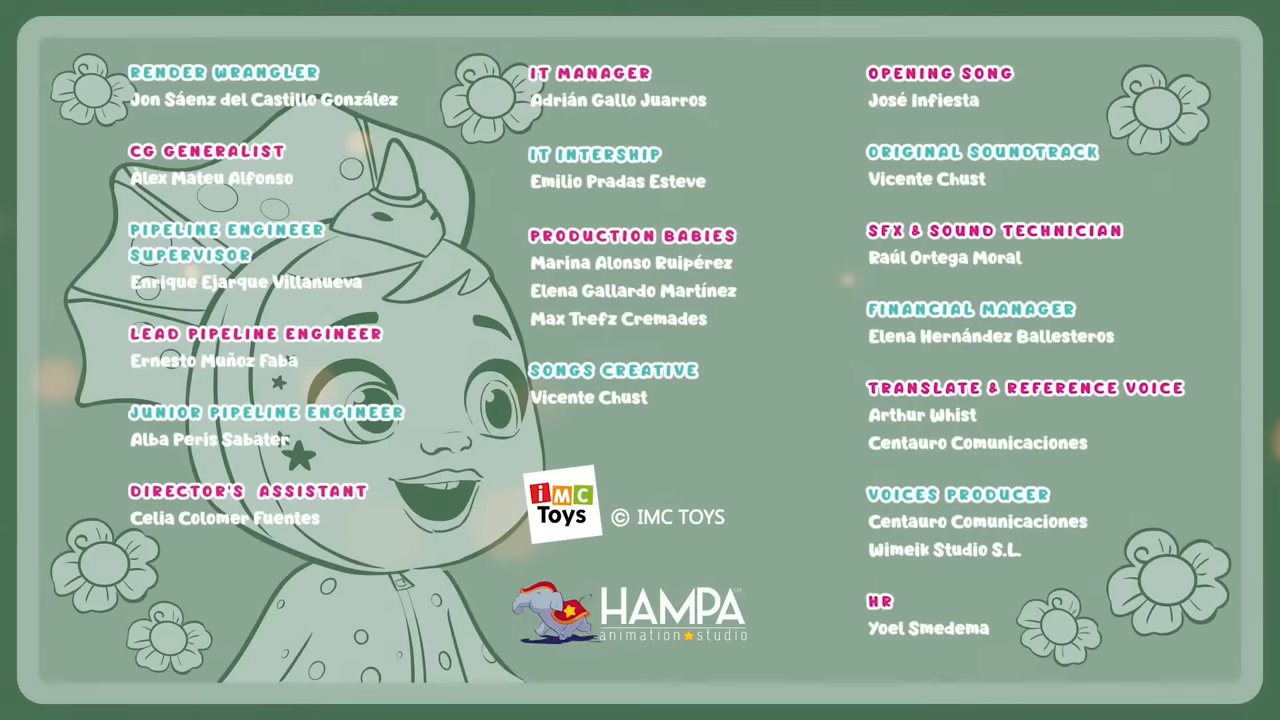 RENDER WRANGLER
Jon Sáenz del Castillo González
CG GENERALIST
Àlex Mateu Alfonso
PIPELINE ENGINEER
SUPERVISOR
Enrique Ejarque Villanueva
LEAD PIPELINE ENGINEER
Ernesto Muñoz Faba
JUNIOR PIPELINE ENGINEER
Alba Peris Sabater
DIRECTOR'S ASSISTANT
Celia Colomer Fuentes
IT MANAGER
Adrián Gallo Juarros
IT INTERSHIP
Emilio Pradas Esteve
PRODUCTION BABIES
Marina Alonso Ruipérez
Elena Gallardo Martínez
Max Trefz Cremades
SONGS CREATIVE
Vicente Chust
iMC
Toys
© IMC TOYS
HAMPA
animation studio
OPENING SONG
José Infiesta
ORIGINAL SOUNDTRACK
Vicente Chust
SFX & SOUND TECHNICIAN
Raúl Ortega Moral
FINANCIAL MANAGER
Elena Hernández Ballesteros
TRANSLATE & REFERENCE VOICE
Arthur Whist
Centauro Comunicaciones
VOICES PRODUCER
Centauro Comunicaciones
Wimeik Studio S.L.
HR
Yoel Smedema